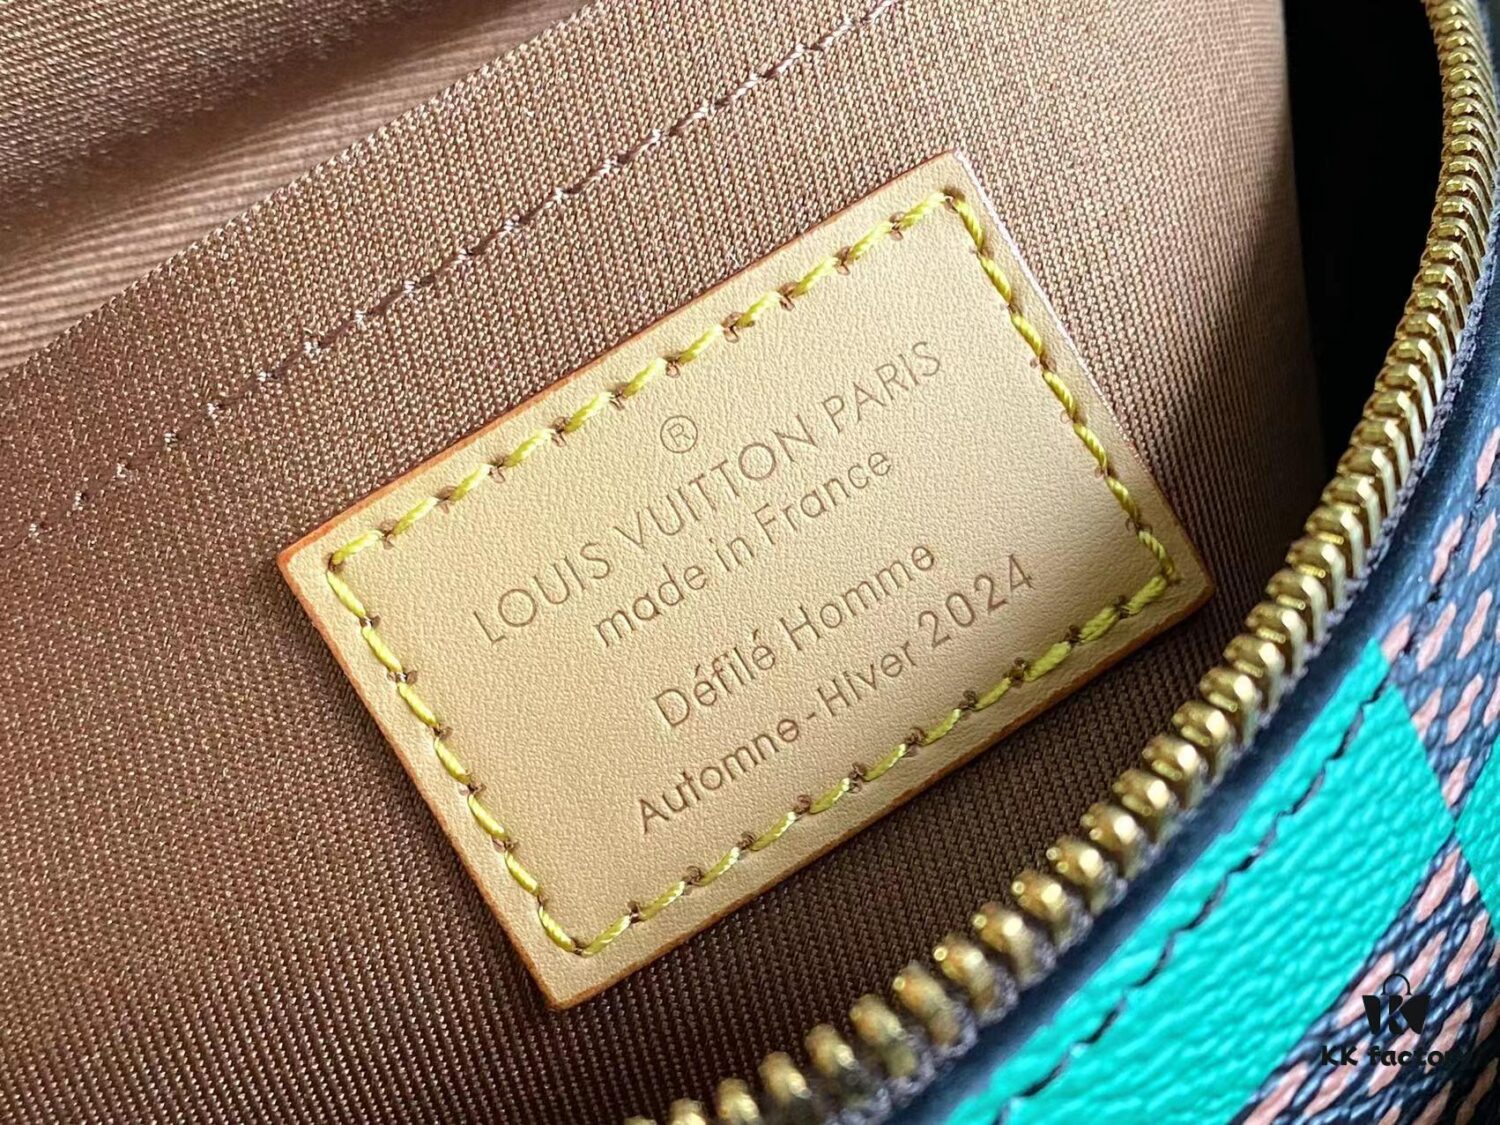 ®
LOUIS VUITTON PARIS
made in France
Défilé Homme
Automne-Hiver 2024
KK factory